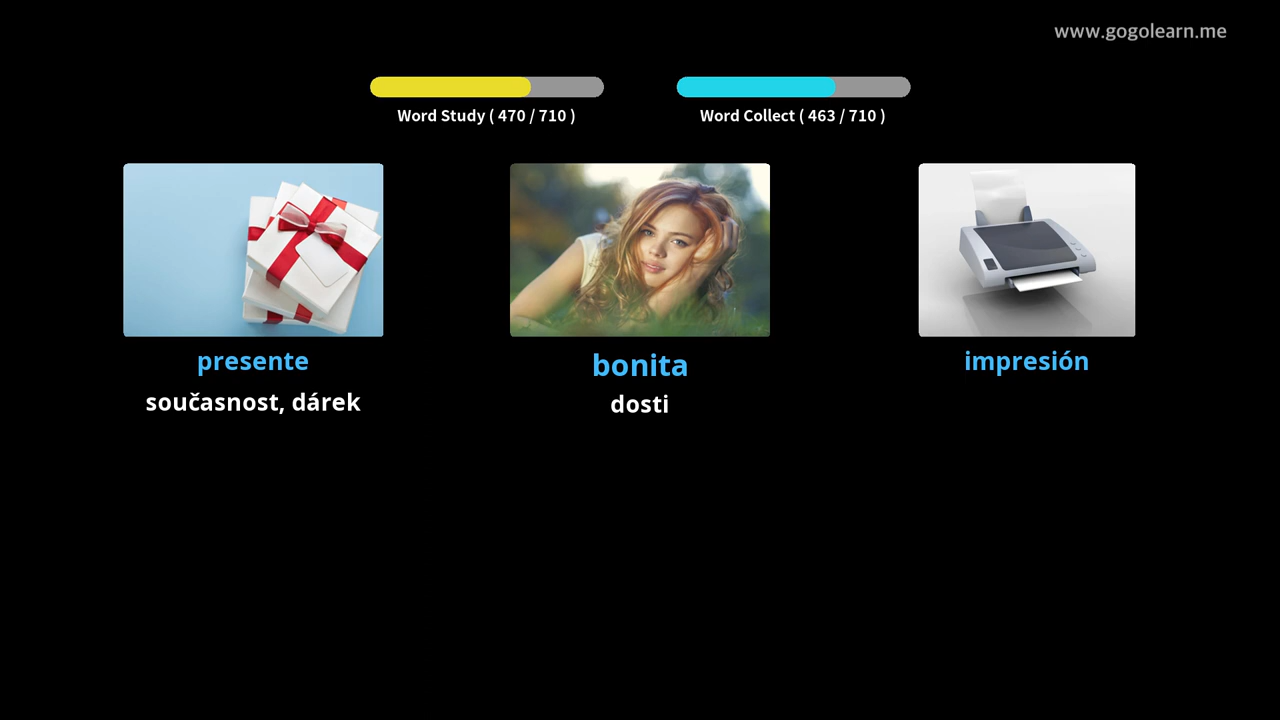 www.gogolearn.me
Word Study ( 470 / 710 )
Word Collect ( 463 / 710 )
presente
bonita
impresión
současnost, dárek
dosti